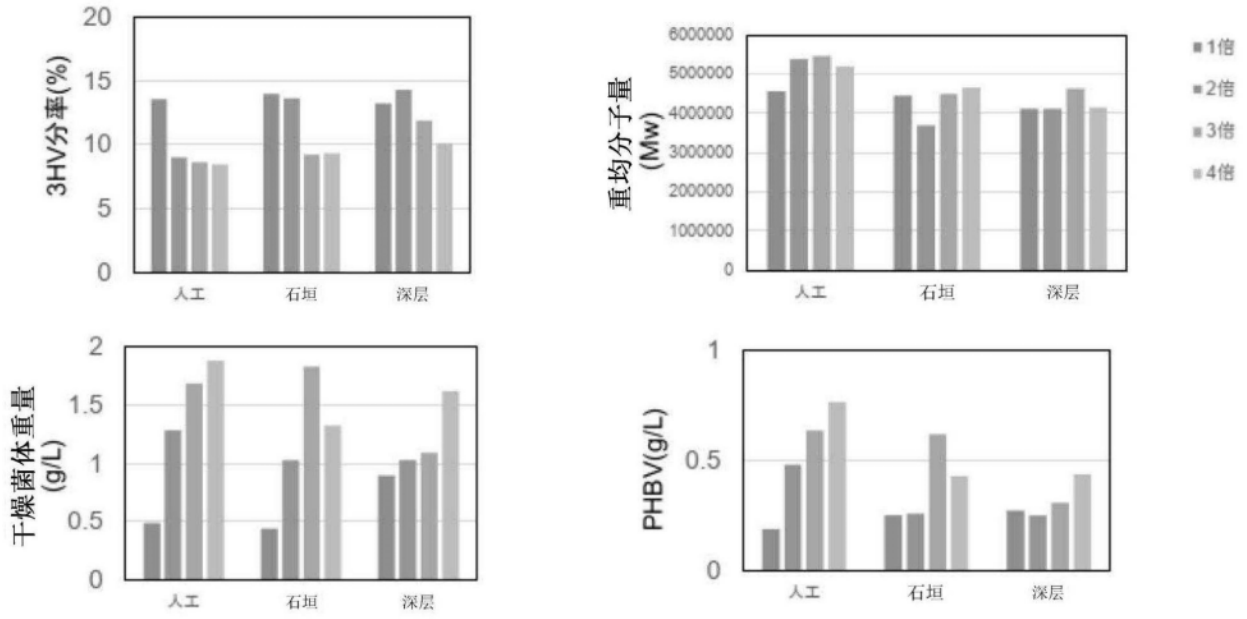 3HV分率(%)
20
15
10
5
0
人工
石垣
深层
重均分子量
(Mw)
6000000
5000000
4000000
3000000
2000000
1000000
0
人工
石垣
深层
1倍
2倍
3倍
4倍
干燥菌体重量
(g/L)
2
1.5
1
0.5
0
人工
石垣
深层
PHBV(g/L)
1
0.5
0
人工
石垣
深层